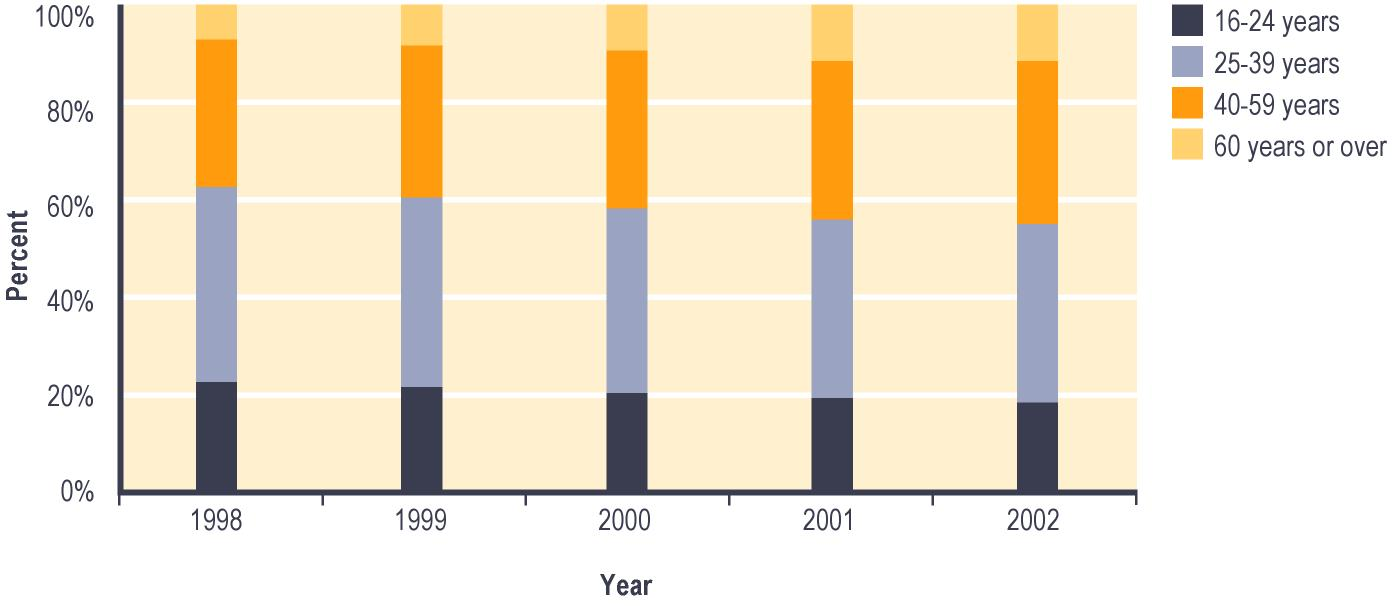 100%
80%
60%
40%
20%
0%
Percent
1998 1999 2000 2001 2002
Year
16-24 years
25-39 years
40-59 years
60 years or over